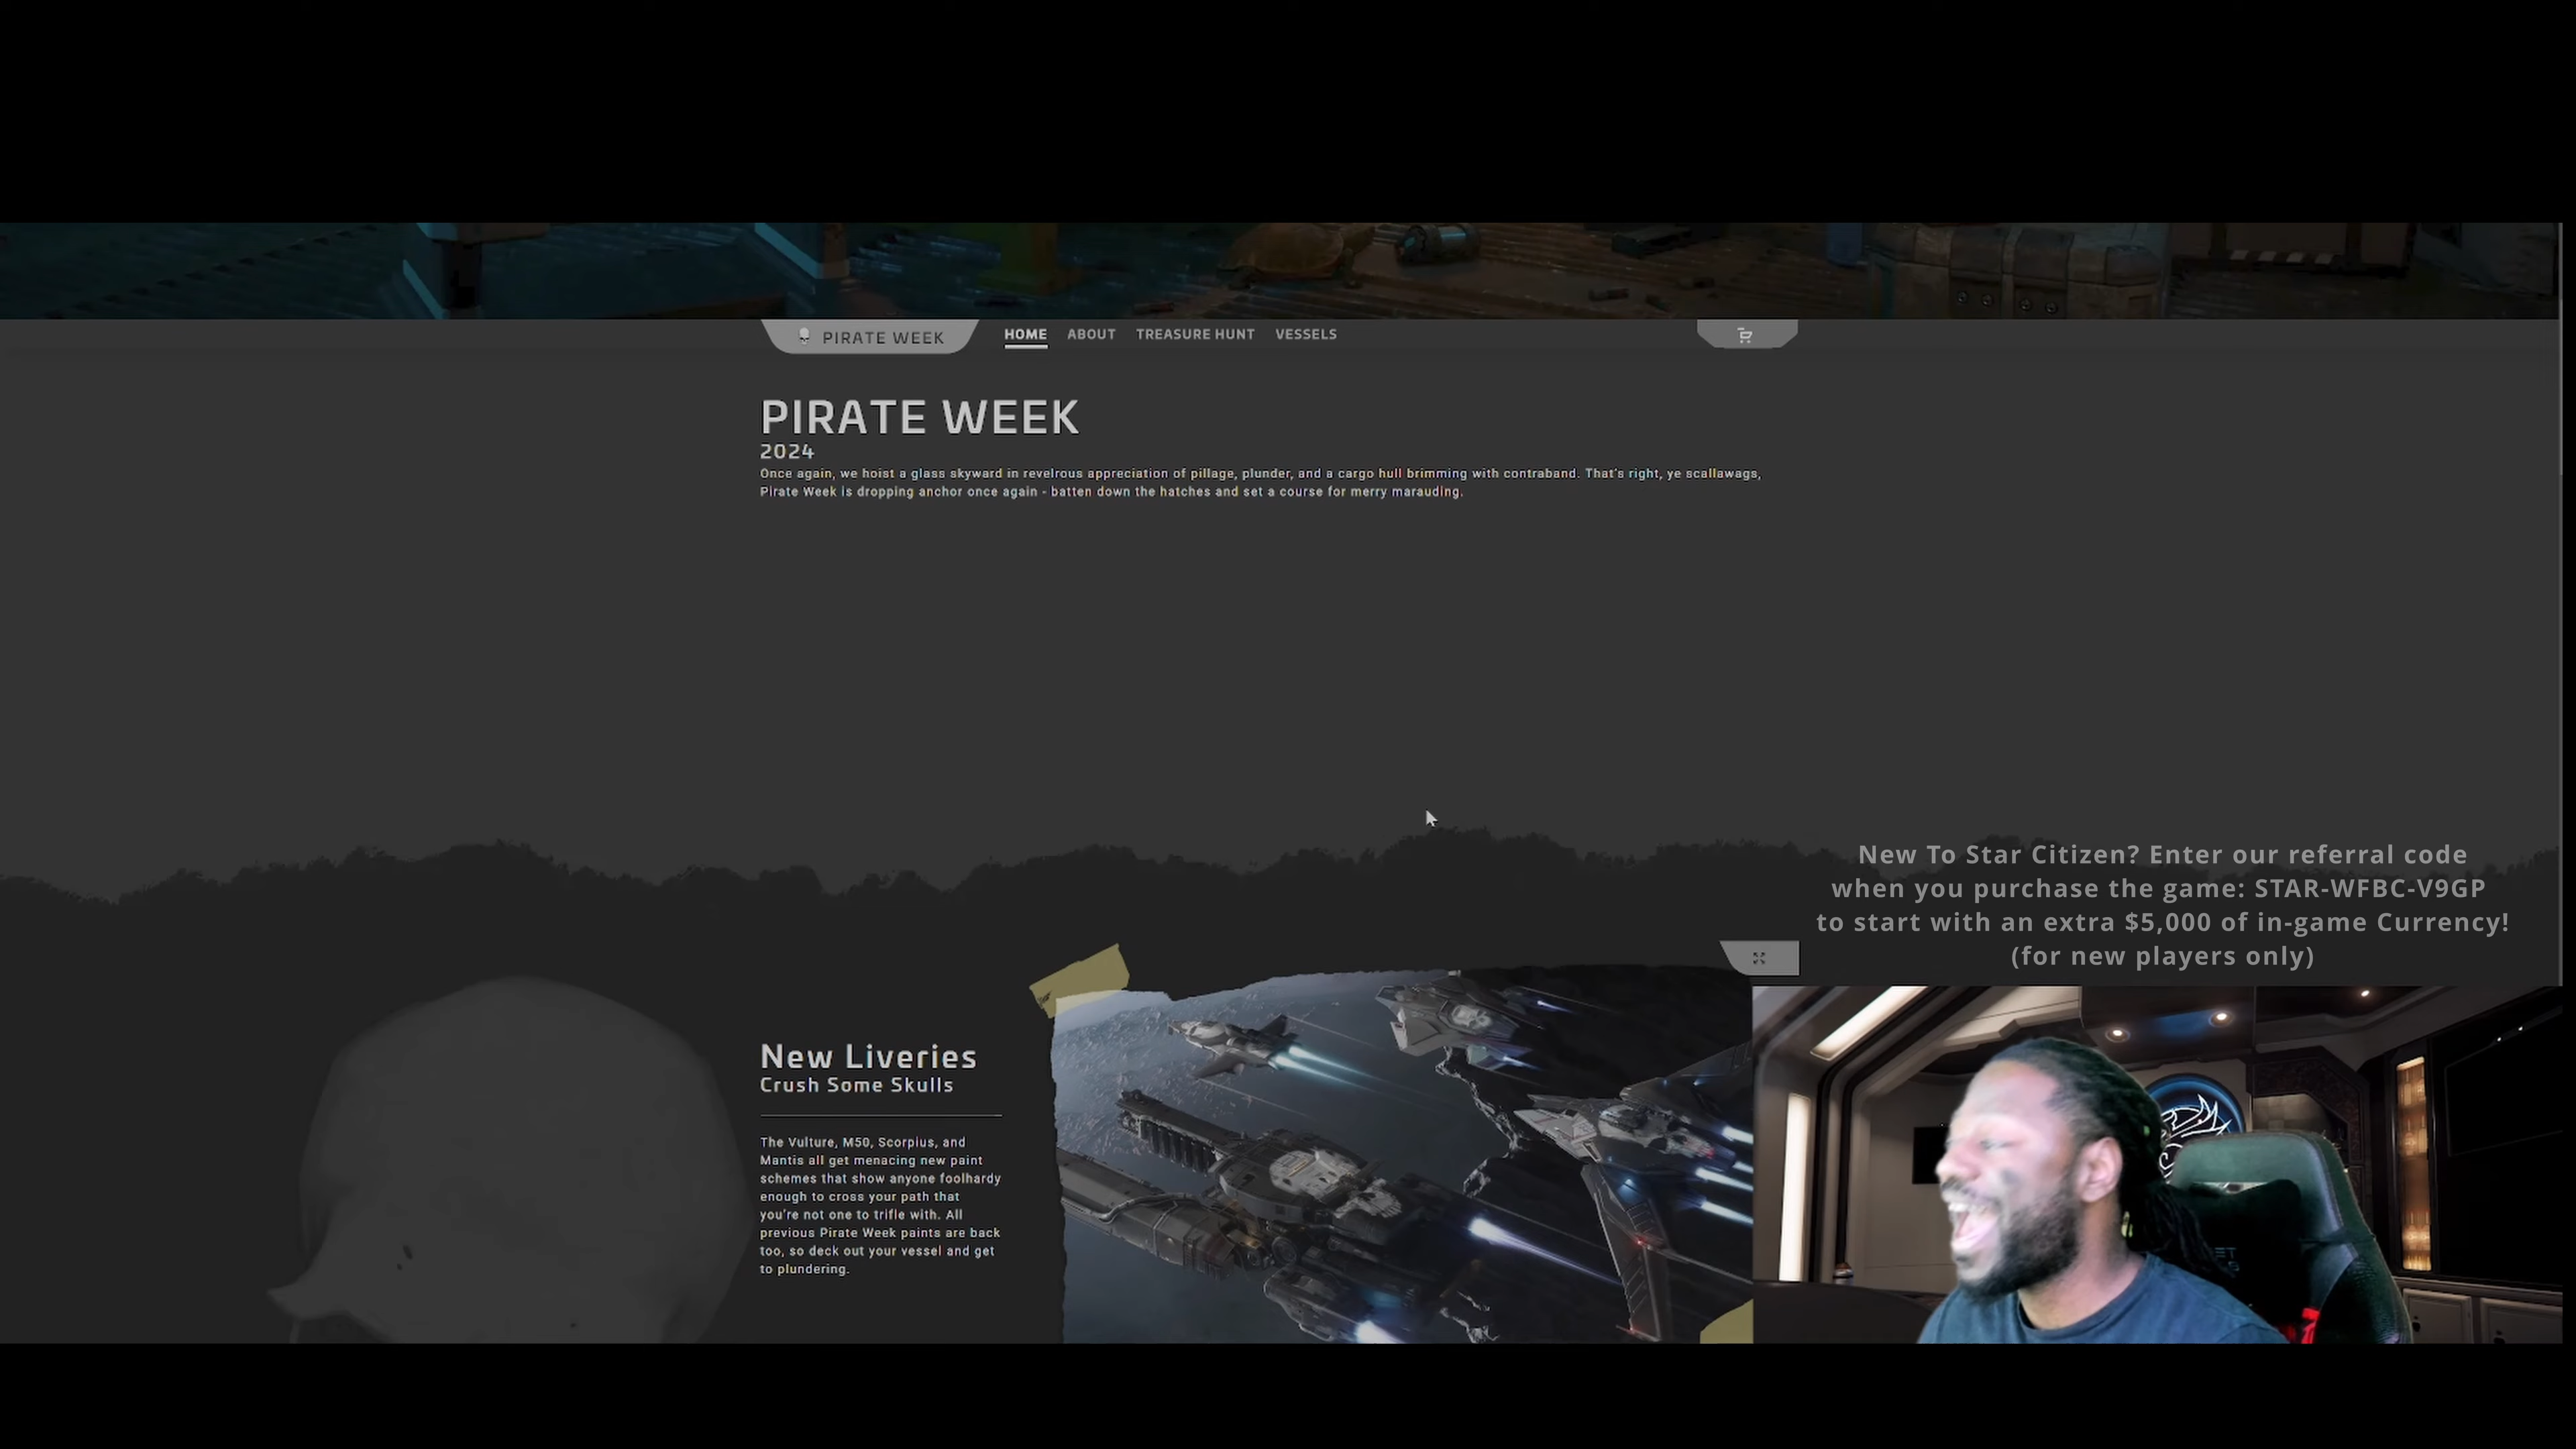 PIRATE WEEK
HOME
ABOUT
TREASURE HUNT
VESSELS
PIRATE WEEK
2024
Once again, we hoist a glass skyward in revelrous appreciation of pillage, plunder, and a cargo hull brimming with contraband. That's right, ye scallawags,
Pirate Week is dropping anchor once again - batten down the hatches and set a course for merry marauding.
New To Star Citizen? Enter our referral code
when you purchase the game: STAR-WFBC-V9GP
to start with an extra $5,000 of in-game Currency!
(for new players only)
New Liveries
Crush Some Skulls
The Vulture, M50, Scorpius, and
Mantis all get menacing new paint
schemes that show anyone foolhardy
enough to cross your path that
you're not one to trifle with. All
previous Pirate Week paints are back
too, so deck out your vessel and get
to plundering.